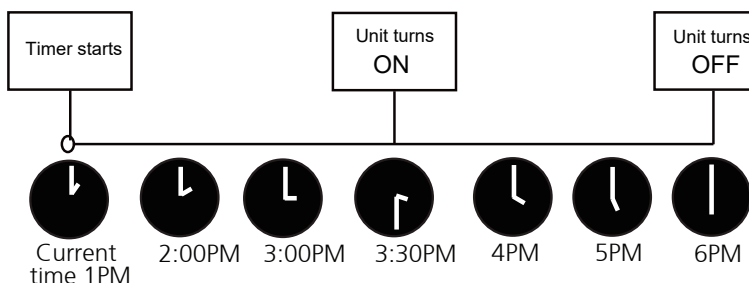 Timer starts
Unit turns
ON
Unit turns
OFF
Current
time 1PM
2:00PM
3:00PM
3:30PM
4PM
5PM
6PM